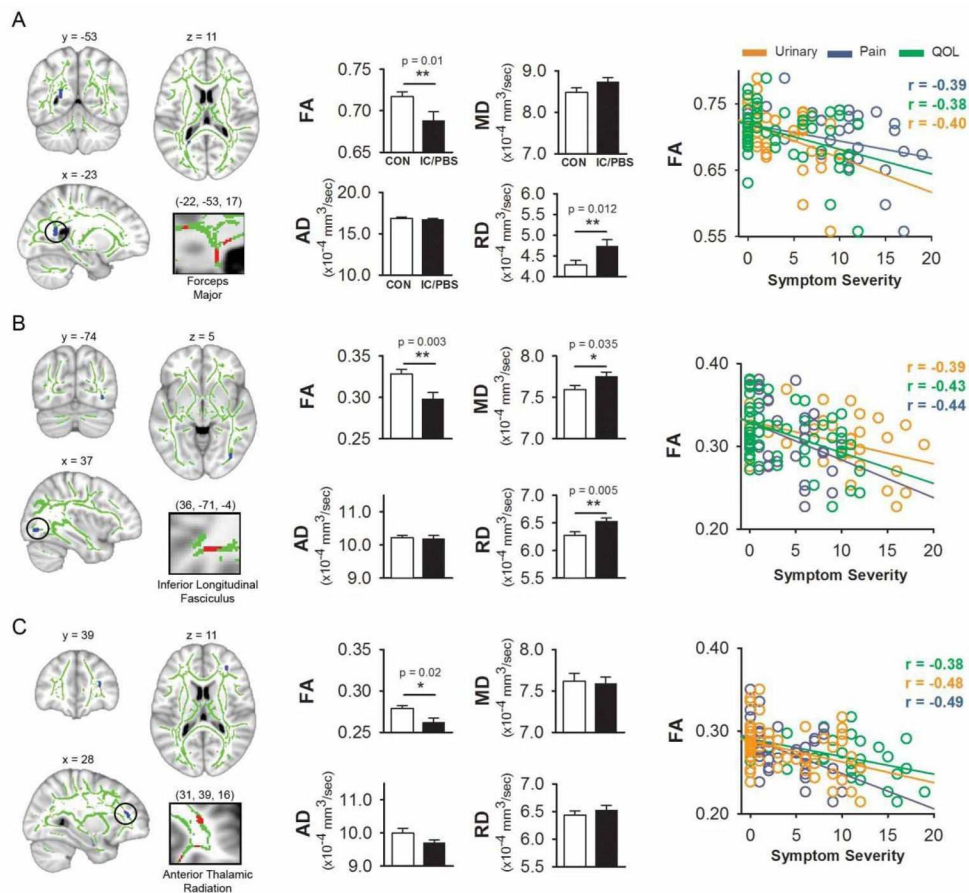 A
y = -53
z = 11
x = -23
(-22, -53, 17)
Forceps
Major
FA
0.75
0.70
0.65
p = 0.01
**
CON IC/PBS
MD
(x10⁻⁴ mm³/sec)
9.0
8.0
7.0
CON IC/PBS
AD
(x10⁻⁴ mm³/sec)
20.0
15.0
10.0
CON IC/PBS
RD
(x10⁻⁴ mm³/sec)
6.0
5.5
5.0
4.5
4.0
p = 0.012
**
CON IC/PBS
Urinary Pain QOL
r = -0.39
r = -0.38
r = -0.40
FA
0.75
0.65
0.55
0 5 10 15 20
Symptom Severity
B
y = -74
z = 5
x = 37
(36, -71, -4)
Inferior Longitudinal
Fasciculus
FA
0.35
0.30
0.25
p = 0.003
**
MD
(x10⁻⁴ mm³/sec)
8.0
7.5
7.0
p = 0.035
*
AD
(x10⁻⁴ mm³/sec)
11.0
10.0
9.0
RD
(x10⁻⁴ mm³/sec)
7.0
6.5
6.0
5.5
p = 0.005
**
r = -0.39
r = -0.43
r = -0.44
FA
0.40
0.30
0.20
0 5 10 15 20
Symptom Severity
C
y = 39
z = 11
x = 28
(31, 39, 16)
Anterior Thalamic
Radiation
FA
0.31
0.28
0.25
p = 0.02
*
MD
(x10⁻⁴ mm³/sec)
8.0
7.5
7.0
AD
(x10⁻⁴ mm³/sec)
11.0
10.0
9.0
RD
(x10⁻⁴ mm³/sec)
7.0
6.5
6.0
5.5
r = -0.38
r = -0.48
r = -0.49
FA
0.40
0.30
0.20
0 5 10 15 20
Symptom Severity